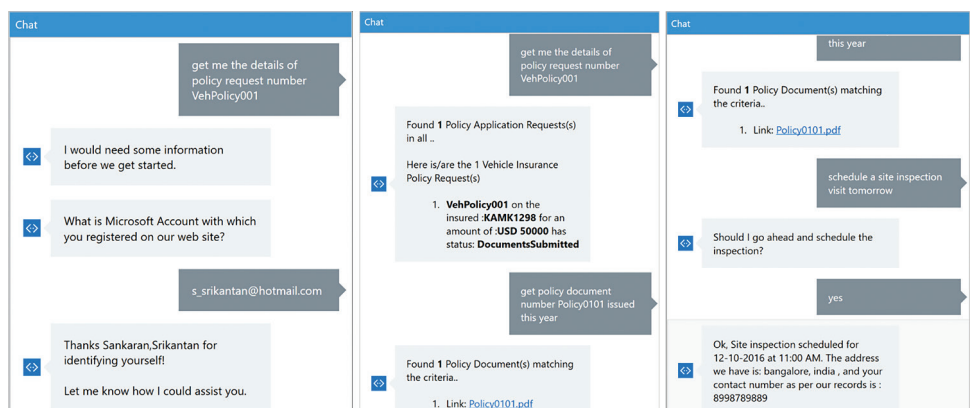 Chat
get me the details of
policy request number
VehPolicy001
I would need some information
before we get started.
What is Microsoft Account with which
you registered on our web site?
s_srikantan@hotmail.com
Thanks Sankaran,Srikantan for
identifying yourself!
Let me know how I could assist you.
Chat
get me the details of
policy request number
VehPolicy001
Found 1 Policy Application Requests(s)
in all ..
Here is/are the 1 Vehicle Insurance
Policy Request(s)
1. VehPolicy001 on the
insured :KAMK1298 for an
amount of :USD 50000 has
status: DocumentsSubmitted
get policy document
number Policy0101 issued
this year
Found 1 Policy Document(s) matching
the criteria..
1. Link: Policy0101.pdf
Chat
this year
Found 1 Policy Document(s) matching
the criteria..
1. Link: Policy0101.pdf
schedule a site inspection
visit tomorrow
Should I go ahead and schedule the
inspection?
yes
Ok, Site inspection scheduled for
12-10-2016 at 11:00 AM. The address
we have is: bangalore, india , and your
contact number as per our records is :
8998789889